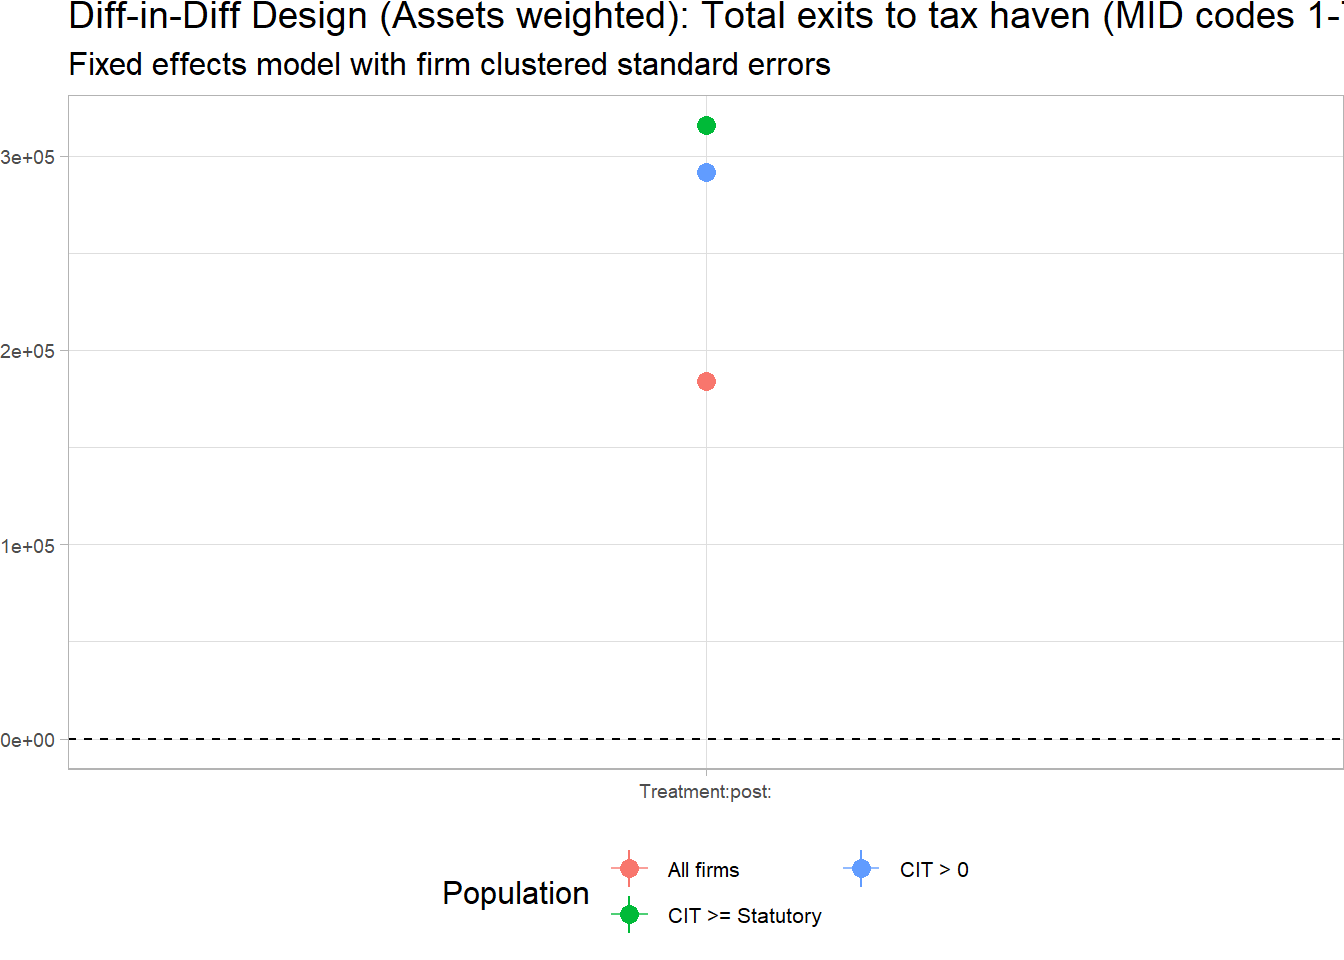 Diff-in-Diff Design (Assets weighted): Total exits to tax haven (MID codes 1-
Fixed effects model with firm clustered standard errors
3e+05
2e+05
1e+05
0e+00
Treatment:post:
Population
All firms
CIT > 0
CIT >= Statutory